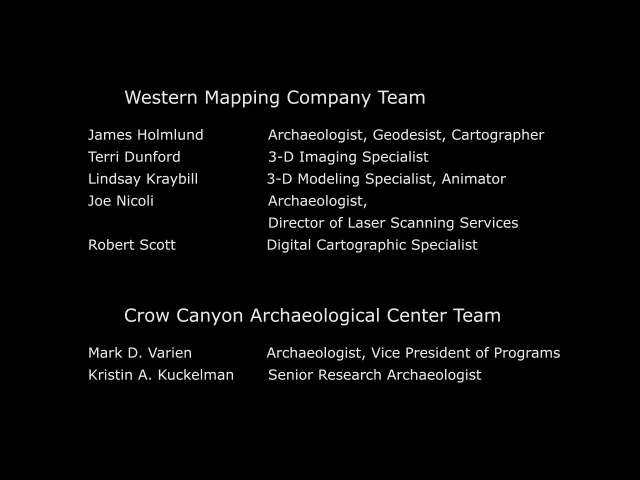 Western Mapping Company Team
James Holmlund Archaeologist, Geodesist, Cartographer
Terri Dunford 3-D Imaging Specialist
Lindsay Kraybill 3-D Modeling Specialist, Animator
Joe Nicoli Archaeologist,
Director of Laser Scanning Services
Robert Scott Digital Cartographic Specialist
Crow Canyon Archaeological Center Team
Mark D. Varien Archaeologist, Vice President of Programs
Kristin A. Kuckelman Senior Research Archaeologist